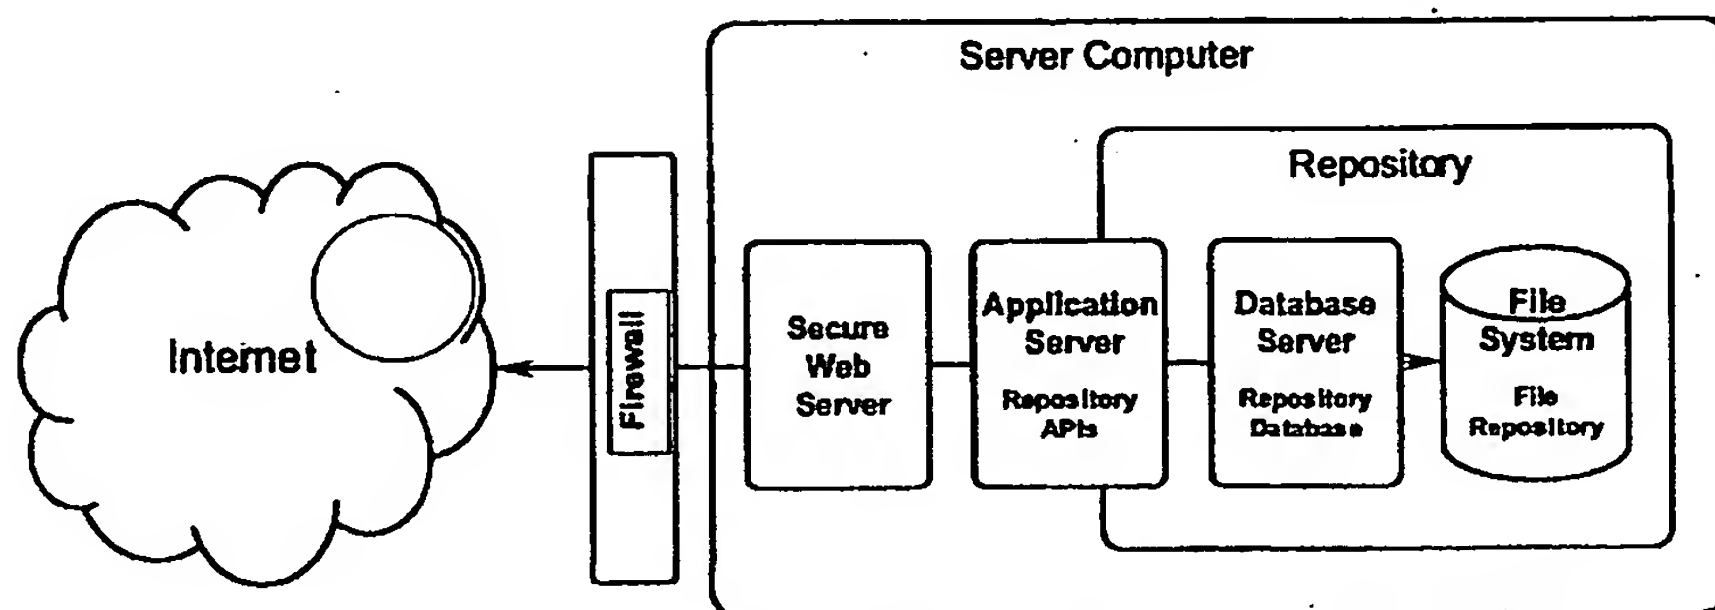 Server Computer
Repository
Internet
Firewall
Secure
Web
Server
Application
Server
Repository
APIs
Database
Server
Repository
Database
File
System
File
Repository